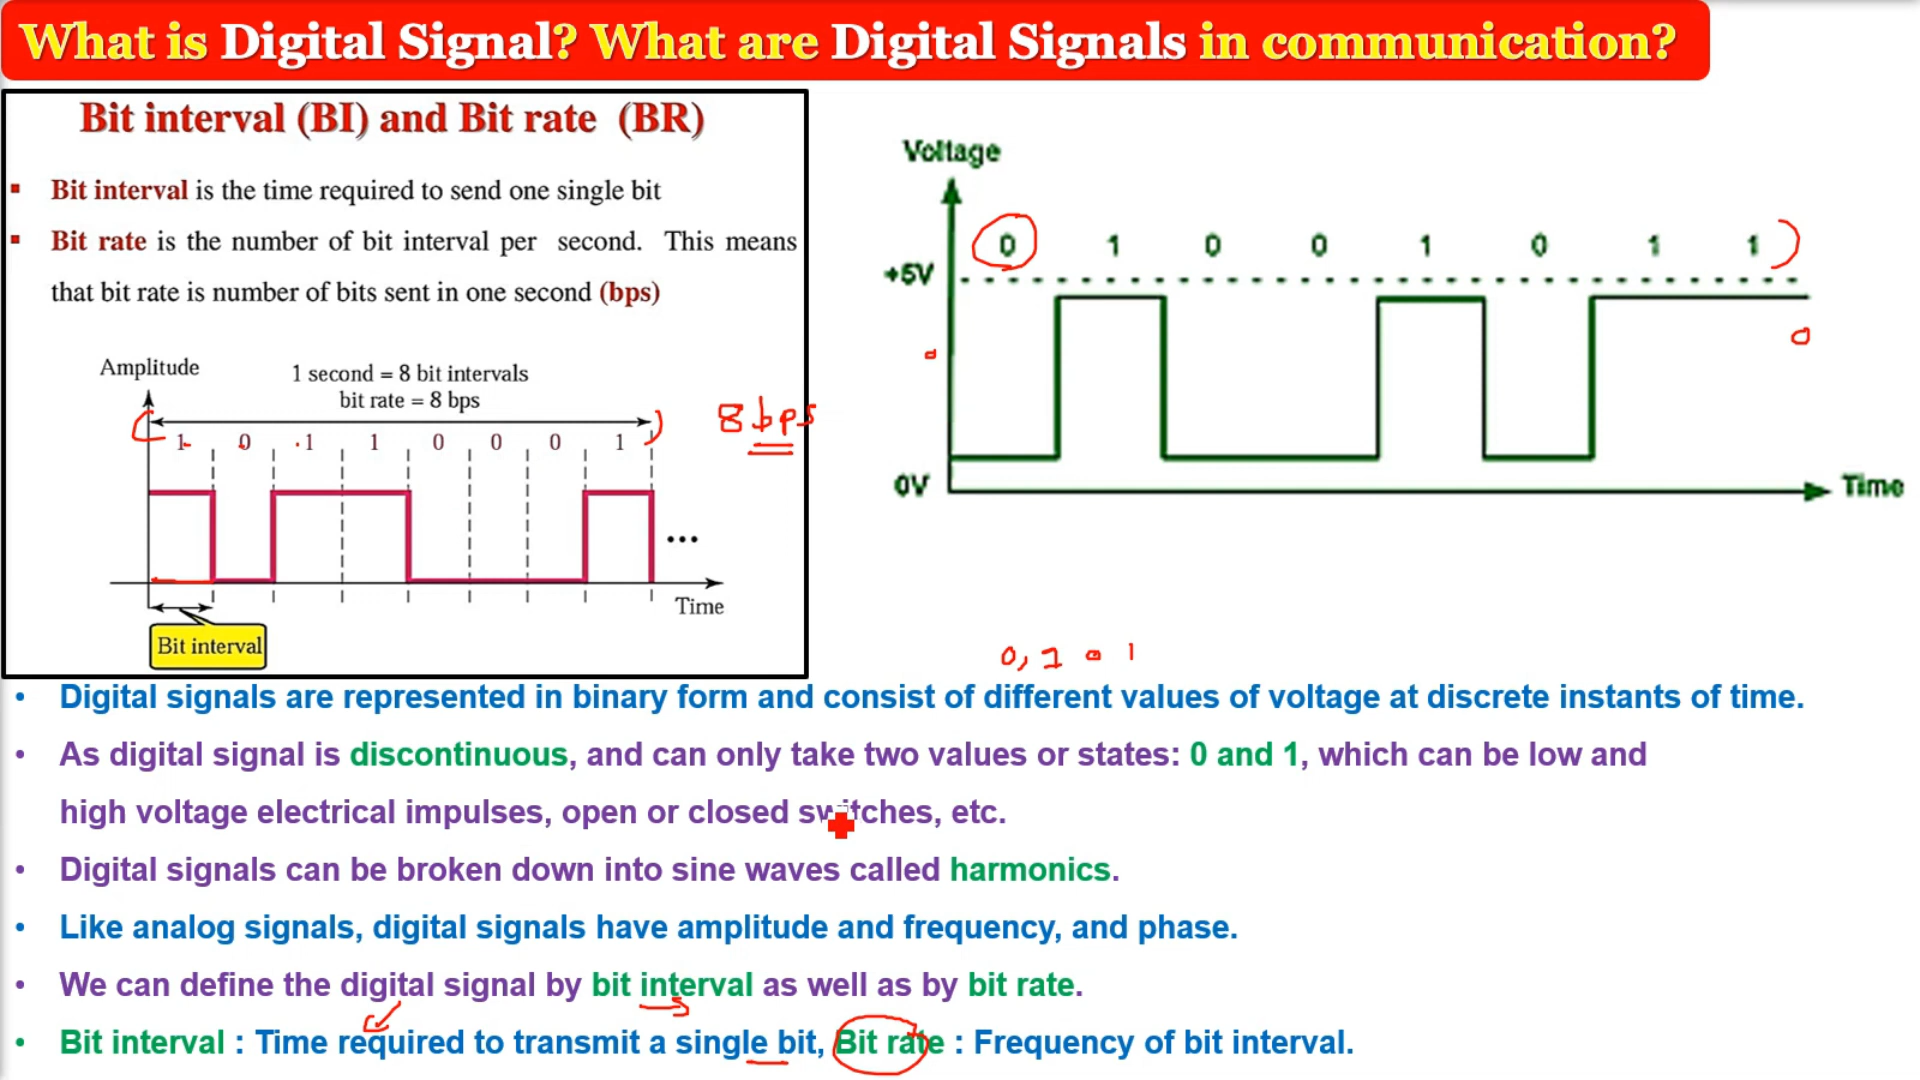 What is Digital Signal? What are Digital Signals in communication?
Bit interval (BI) and Bit rate (BR)
▪ Bit interval is the time required to send one single bit
▪ Bit rate is the number of bit interval per second. This means
that bit rate is number of bits sent in one second (bps)
Amplitude
1 second = 8 bit intervals
bit rate = 8 bps
8 bps
1 0 1 1 0 0 0 1
...
Time
Bit interval
Voltage
0 1 0 0 1 0 1 1
+5V
0V
Time
0, 1
• Digital signals are represented in binary form and consist of different values of voltage at discrete instants of time.
• As digital signal is discontinuous, and can only take two values or states: 0 and 1, which can be low and
high voltage electrical impulses, open or closed switches, etc.
• Digital signals can be broken down into sine waves called harmonics.
• Like analog signals, digital signals have amplitude and frequency, and phase.
• We can define the digital signal by bit interval as well as by bit rate.
• Bit interval : Time required to transmit a single bit, Bit rate : Frequency of bit interval.